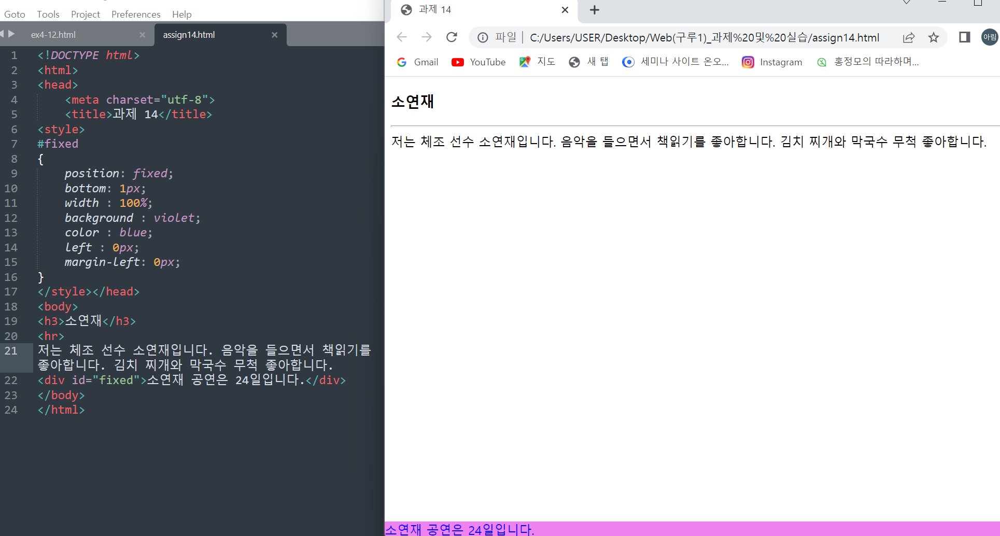 Goto Tools Project Preferences Help
ex4-12.html × assign14.html ×
1 <!DOCTYPE html>
2 <html>
3 <head>
4     <meta charset="utf-8">
5     <title>과제 14</title>
6 <style>
7 #fixed
8 {
9     position: fixed;
10     bottom: 1px;
11     width : 100%;
12     background : violet;
13     color : blue;
14     left : 0px;
15     margin-left: 0px;
16 }
17 </style></head>
18 <body>
19 <h3>소연재</h3>
20 <hr>
21 저는 체조 선수 소연재입니다. 음악을 들으면서 책읽기를
좋아합니다. 김치 찌개와 막국수 무척 좋아합니다.
22 <div id="fixed">소연재 공연은 24일입니다.</div>
23 </body>
24 </html>
과제 14
파일 | C:/Users/USER/Desktop/Web(구루1)_과제%20및%20실습/assign14.html 아림
Gmail YouTube 지도 새 탭 세미나 사이트 온오... Instagram 홍정모의 따라하며...
소연재
저는 체조 선수 소연재입니다. 음악을 들으면서 책읽기를 좋아합니다. 김치 찌개와 막국수 무척 좋아합니다.
소연재 공연은 24일입니다.